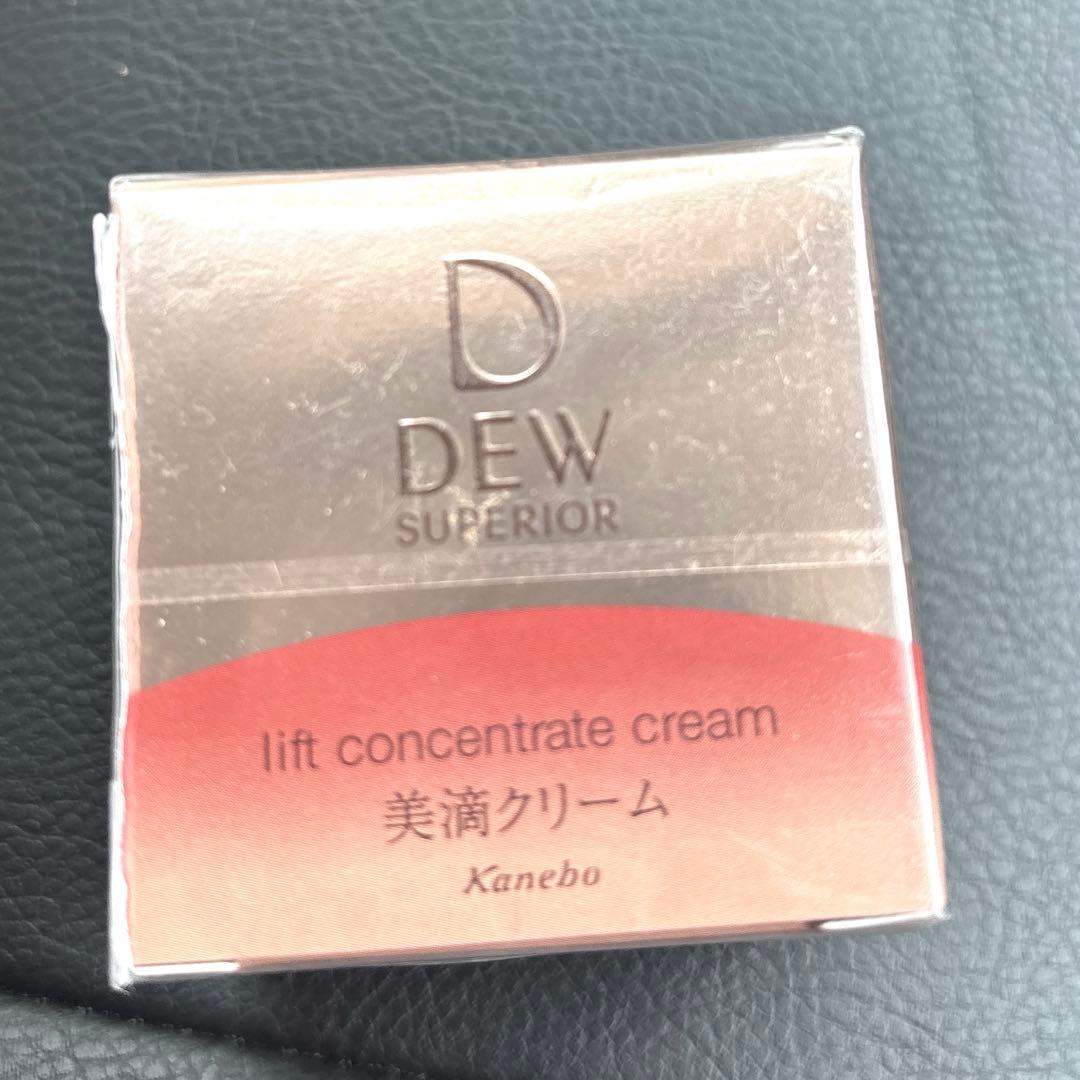 D
DEW
SUPERIOR
lift concentrate cream
美滴クリーム
Kanebo